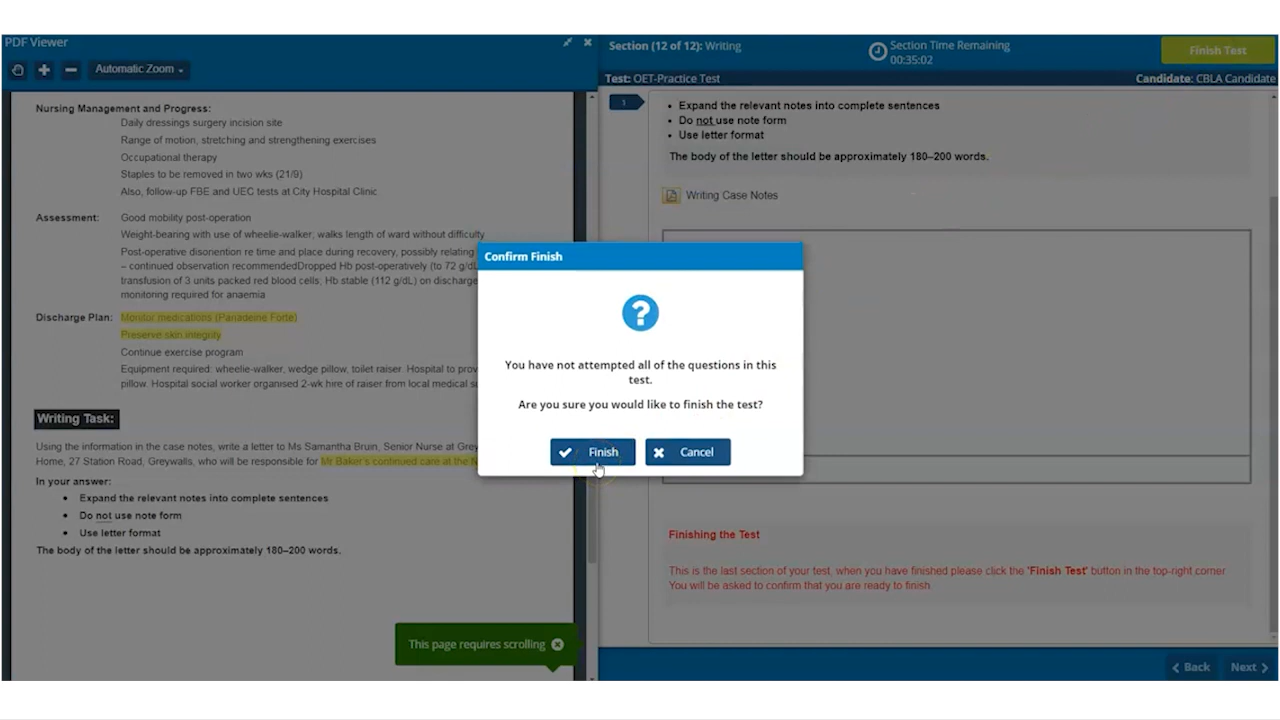 PDF Viewer
Automatic Zoom
Nursing Management and Progress:
Daily dressings surgery incision site
Range of motion, stretching and strengthening exercises
Occupational therapy
Staples to be removed in two wks (21/9)
Also, follow-up FBE and UEC tests at City Hospital Clinic
Assessment: Good mobility post-operation
Weight-bearing with use of wheelie-walker, walks length of ward without difficulty
Post-operative disorientation re time and place during recovery, possibly relating
– continued observation recommendedDropped Hb post-operatively (to 72 g/dL
transfusion of 3 units packed red blood cells; Hb stable (112 g/dL) on discharge
monitoring required for anaemia
Discharge Plan: Monitor medications (Panadeine Forte)
Preserve skin integrity
Continue exercise program
Equipment required: wheelie-walker, wedge pillow, toilet raiser. Hospital to prov
pillow. Hospital social worker organised 2-wk hire of raiser from local medical su
Writing Task:
Using the information in the case notes, write a letter to Ms Samantha Bruin, Senior Nurse at Grey
Home, 27 Station Road, Greywalls, who will be responsible for Mr Baker's continued care at the N
In your answer:
• Expand the relevant notes into complete sentences
• Do not use note form
• Use letter format
The body of the letter should be approximately 180–200 words.
This page requires scrolling
Section (12 of 12): Writing
Section Time Remaining
00:35:02
Finish Test
Test: OET-Practice Test
Candidate: CBLA Candidate
1
• Expand the relevant notes into complete sentences
• Do not use note form
• Use letter format
The body of the letter should be approximately 180–200 words.
Writing Case Notes
Confirm Finish
?
You have not attempted all of the questions in this
test.
Are you sure you would like to finish the test?
Finish
Cancel
Finishing the Test
This is the last section of your test, when you have finished please click the 'Finish Test' button in the top-right corner.
You will be asked to confirm that you are ready to finish
Back
Next